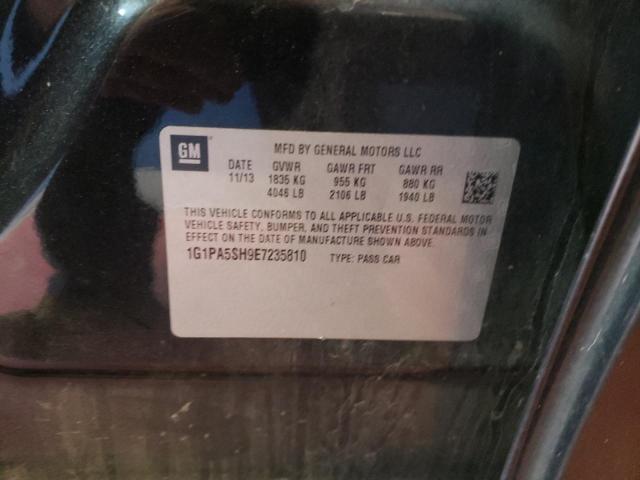 GM
MFD BY GENERAL MOTORS LLC
DATE GVWR GAWR FRT GAWR RR
11/13 1835 KG 955 KG 880 KG
4046 LB 2106 LB 1940 LB
THIS VEHICLE CONFORMS TO ALL APPLICABLE U.S. FEDERAL MOTOR
VEHICLE SAFETY, BUMPER, AND THEFT PREVENTION STANDARDS IN
EFFECT ON THE DATE OF MANUFACTURE SHOWN ABOVE.
1G1PA5SH9E7235810 TYPE: PASS CAR